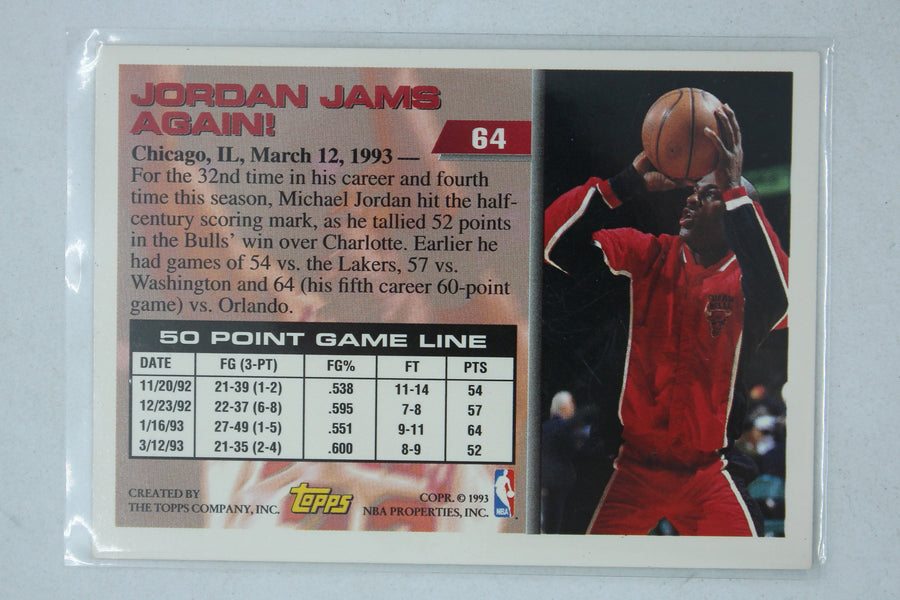 JORDAN JAMS
AGAIN!
64
Chicago, IL, March 12, 1993 —
For the 32nd time in his career and fourth
time this season, Michael Jordan hit the half-
century scoring mark, as he tallied 52 points
in the Bulls' win over Charlotte. Earlier he
had games of 54 vs. the Lakers, 57 vs.
Washington and 64 (his fifth career 60-point
game) vs. Orlando.
50 POINT GAME LINE
DATE FG (3-PT) FG% FT PTS
11/20/92 21-39 (1-2) .538 11-14 54
12/23/92 22-37 (6-8) .595 7-8 57
1/16/93 27-49 (1-5) .551 9-11 64
3/12/93 21-35 (2-4) .600 8-9 52
CREATED BY
THE TOPPS COMPANY, INC.
topps
COPR. © 1993
NBA PROPERTIES, INC.
NBA